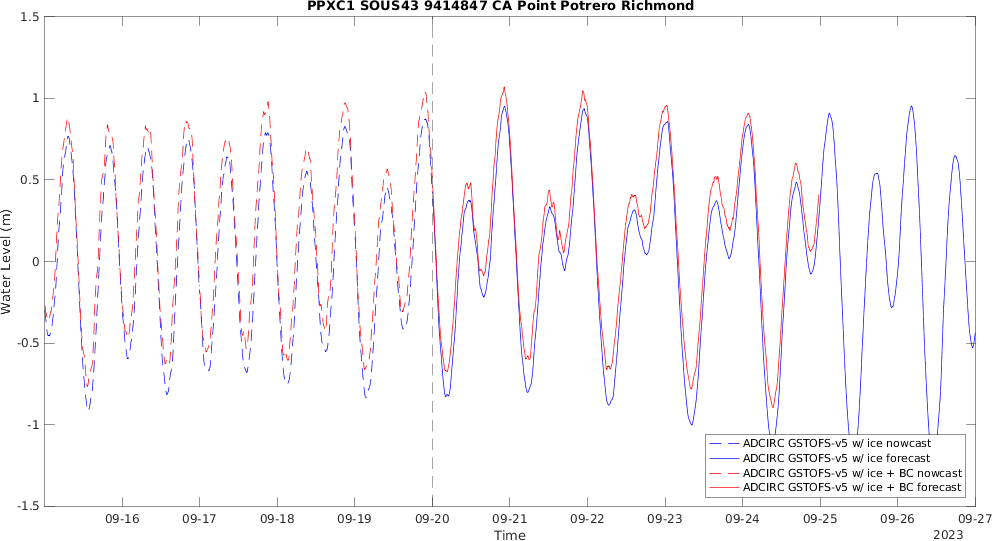 PPXC1 SOUS43 9414847 CA Point Potrero Richmond
1.5
1
0.5
0
-0.5
-1
-1.5
Water Level (m)
ADCIRC GSTOFS-v5 w/ ice nowcast
ADCIRC GSTOFS-v5 w/ ice forecast
ADCIRC GSTOFS-v5 w/ ice + BC nowcast
ADCIRC GSTOFS-v5 w/ ice + BC forecast
09-16 09-17 09-18 09-19 09-20 09-21 09-22 09-23 09-24 09-25 09-26 09-27
Time
2023